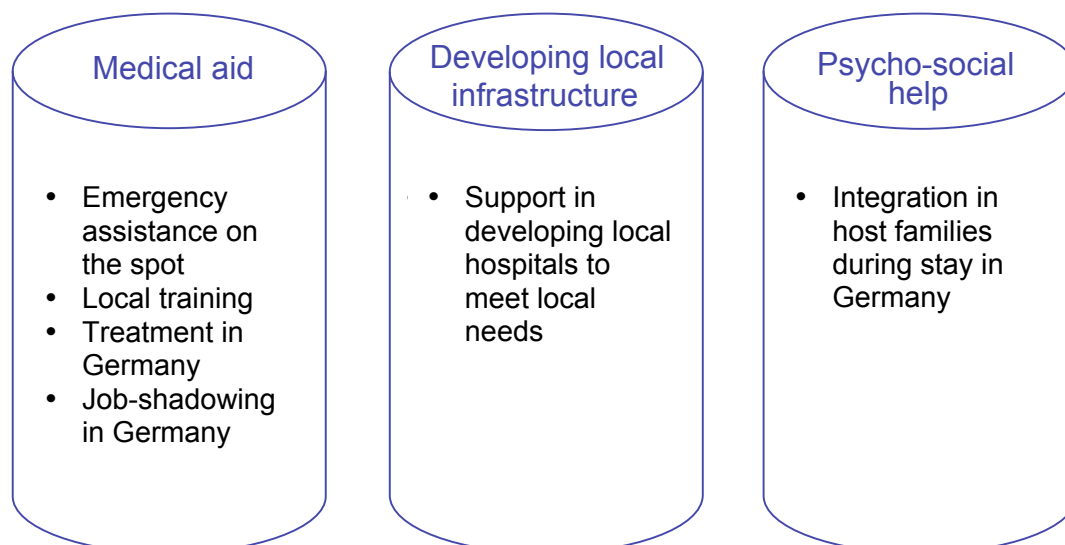 Medical aid
• Emergency
assistance on
the spot
• Local training
• Treatment in
Germany
• Job-shadowing
in Germany
Developing local
infrastructure
• Support in
developing local
hospitals to
meet local
needs
Psycho-social
help
• Integration in
host families
during stay in
Germany